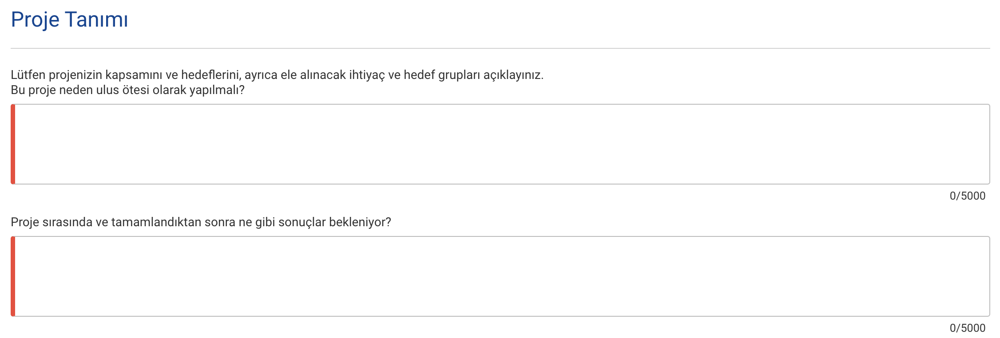 Proje Tanımı
Lütfen projenizin kapsamını ve hedeflerini, ayrıca ele alınacak ihtiyaç ve hedef grupları açıklayınız.
Bu proje neden ulus ötesi olarak yapılmalı?
0/5000
Proje sırasında ve tamamlandıktan sonra ne gibi sonuçlar bekleniyor?
0/5000